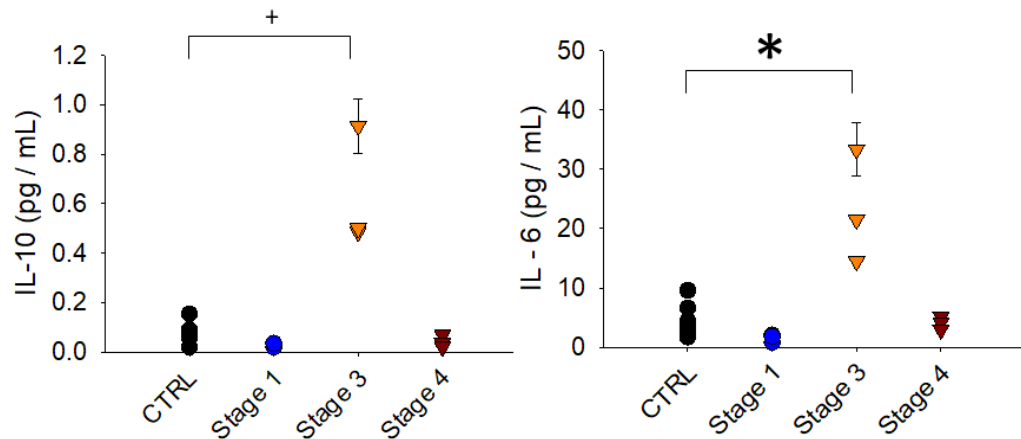 +
IL-10 (pg / mL)
1.2
1.0
0.8
0.6
0.4
0.2
0.0
CTRL
Stage 1
Stage 3
Stage 4
*
IL - 6 (pg / mL)
50
40
30
20
10
0
CTRL
Stage 1
Stage 3
Stage 4